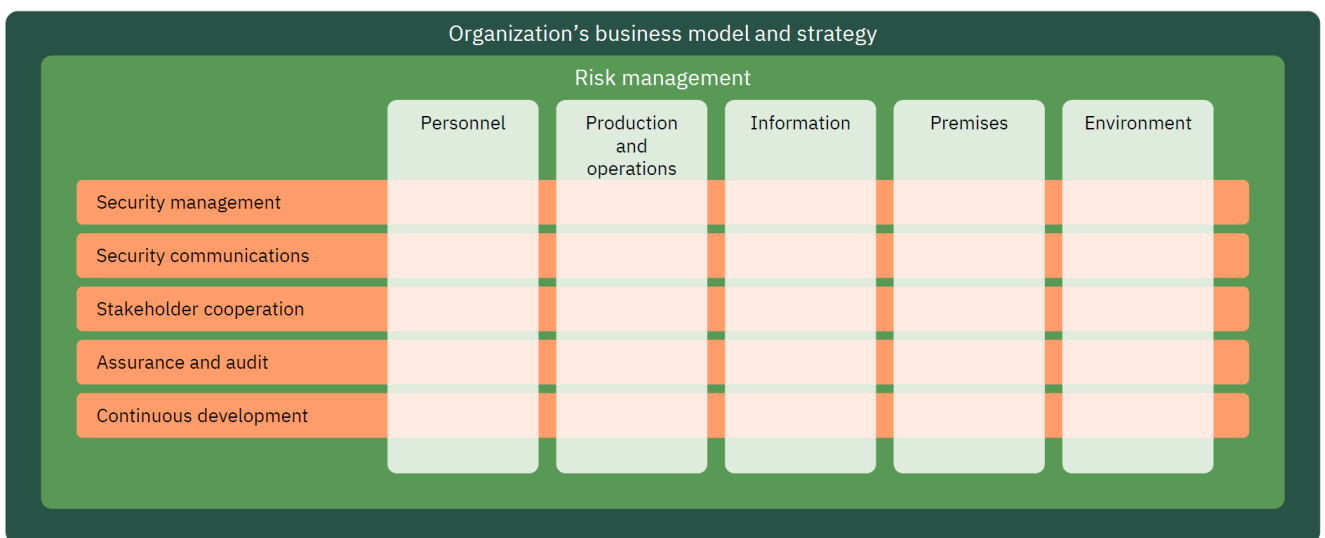 Organization’s business model and strategy
Risk management
Personnel
Production
and
operations
Information
Premises
Environment
Security management
Security communications
Stakeholder cooperation
Assurance and audit
Continuous development